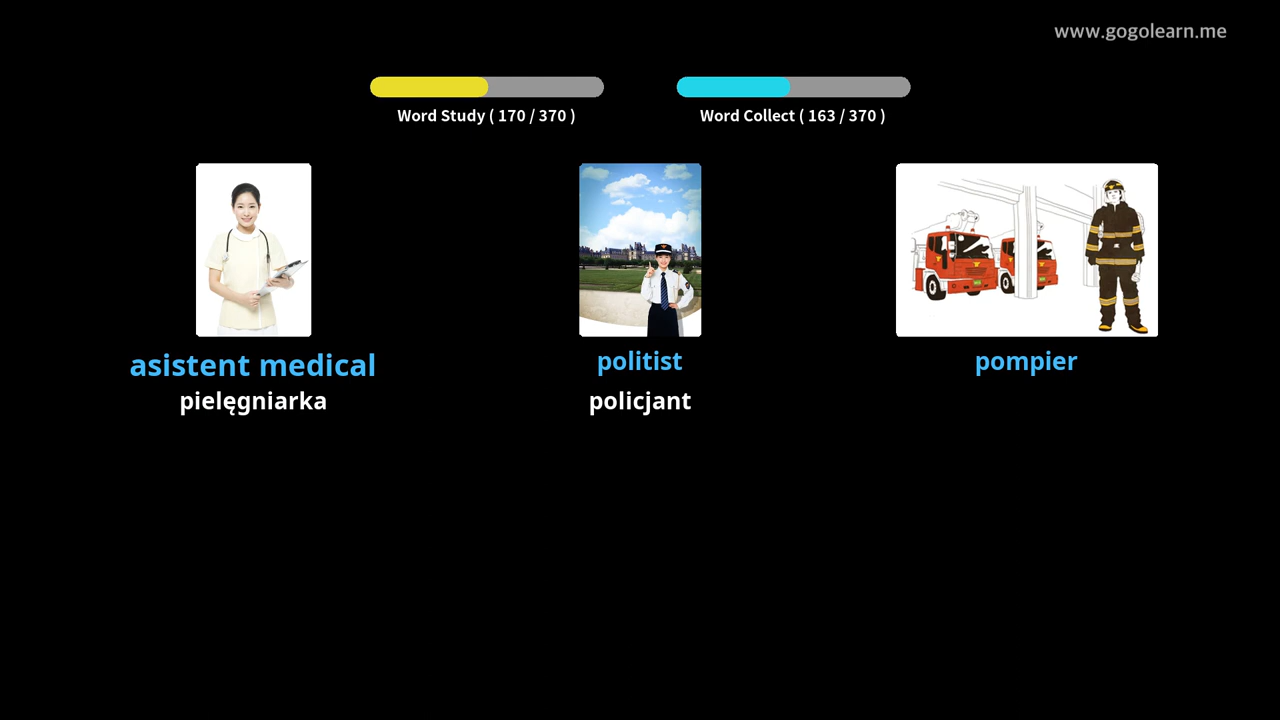 www.gogolearn.me
Word Study ( 170 / 370 )
Word Collect ( 163 / 370 )
asistent medical
pielęgniarka
politist
policjant
pompier